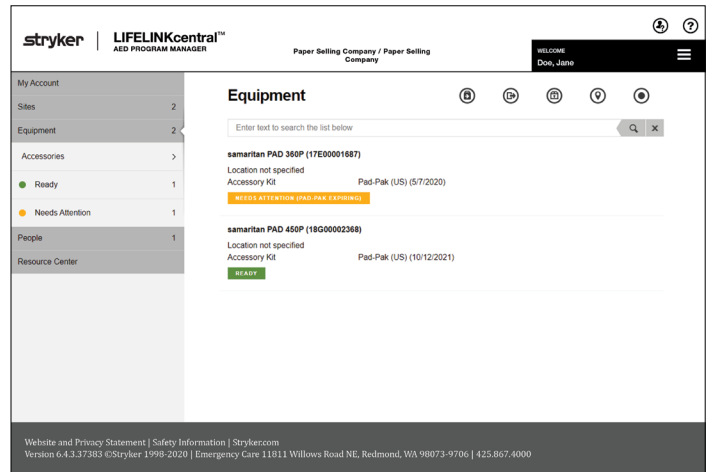 stryker
LIFELINKcentral™
AED PROGRAM MANAGER
Paper Selling Company / Paper Selling
Company
WELCOME
Doe, Jane
My Account
Sites 2
Equipment 2
Accessories
Ready 1
Needs Attention 1
People 1
Resource Center
Equipment
Enter text to search the list below
samaritan PAD 360P (17E00001687)
Location not specified
Accessory Kit Pad-Pak (US) (5/7/2020)
NEEDS ATTENTION (PAD-PAK EXPIRING)
samaritan PAD 450P (18G00002368)
Location not specified
Accessory Kit Pad-Pak (US) (10/12/2021)
READY
Website and Privacy Statement | Safety Information | Stryker.com
Version 6.4.3.37383 ©Stryker 1998-2020 | Emergency Care 11811 Willows Road NE, Redmond, WA 98073-9706 | 425.867.4000